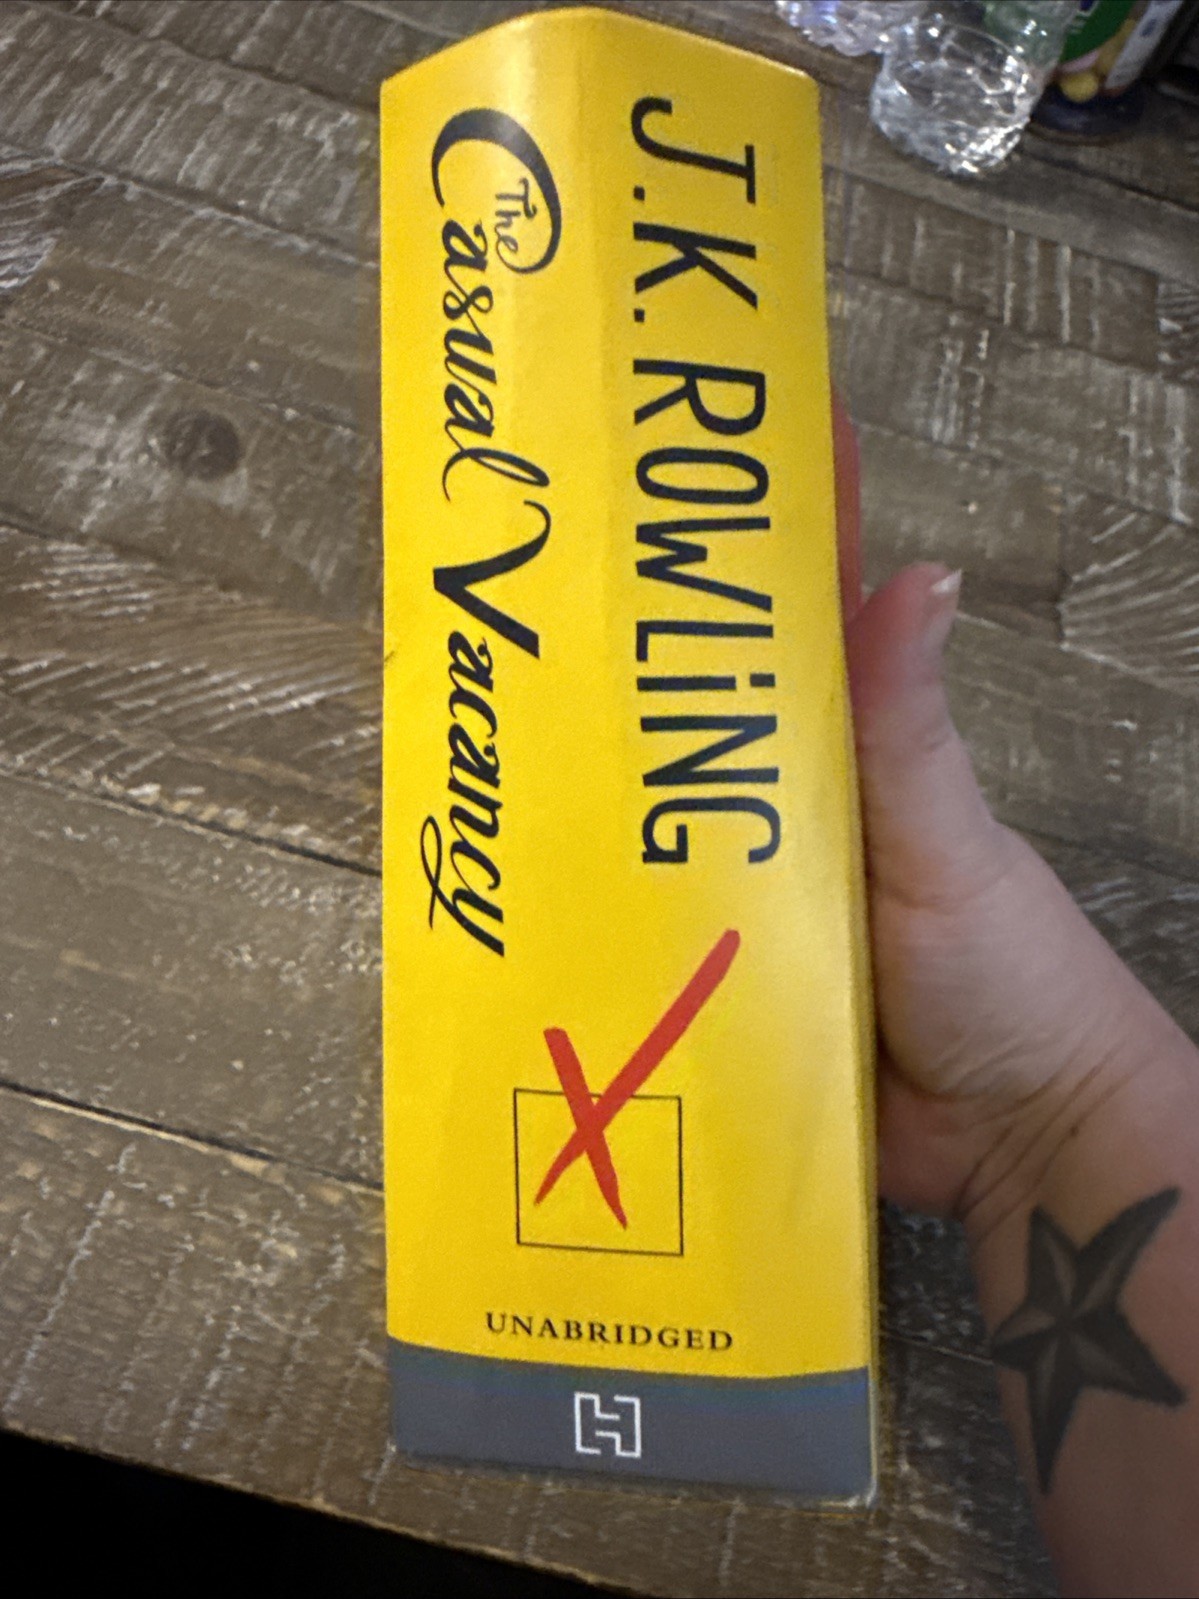 J.K. ROWLiNG
The Casual Vacancy
UNABRIDGED
H